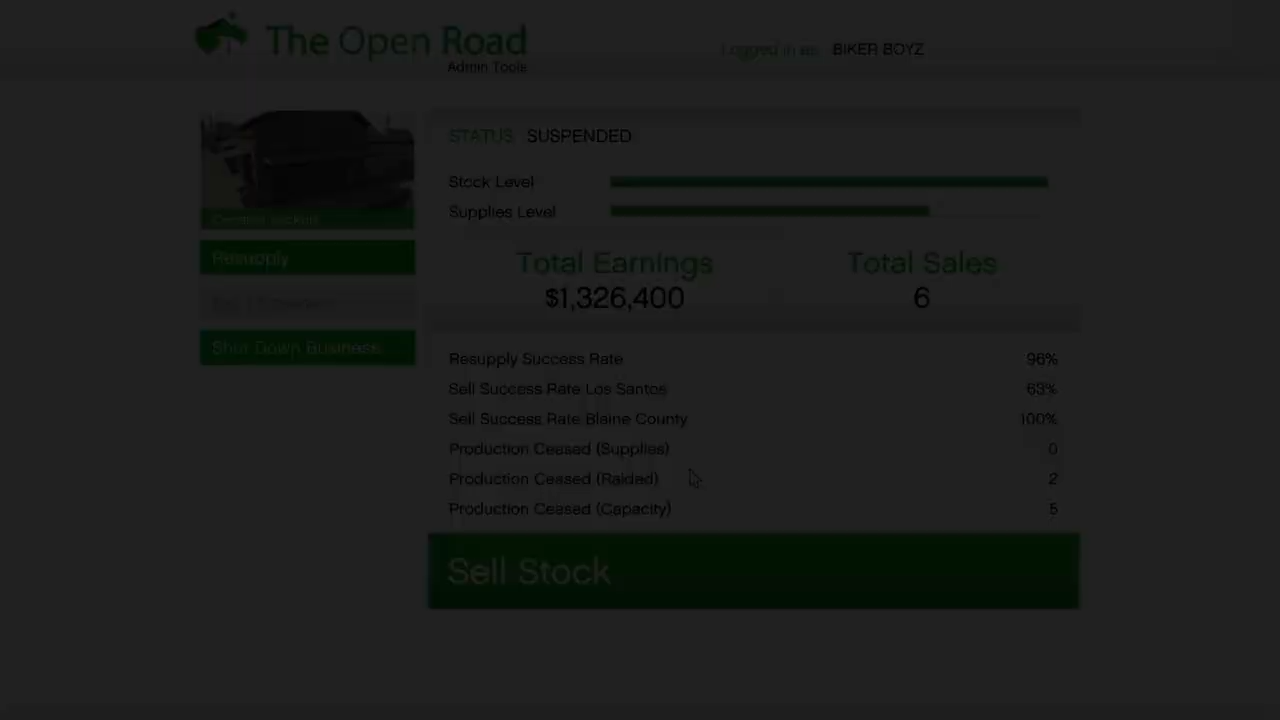 The Open Road
Admin Tools
Logged in as BIKER BOYZ
STATUS SUSPENDED
Stock Level
Supplies Level
Total Earnings
$1,326,400
Total Sales
6
Cocaine Lockup
Resupply
Shut Down Business
Resupply Success Rate 96%
Sell Success Rate Los Santos 63%
Sell Success Rate Blaine County 100%
Production Ceased (Supplies) 0
Production Ceased (Raided) 2
Production Ceased (Capacity) 5
Sell Stock